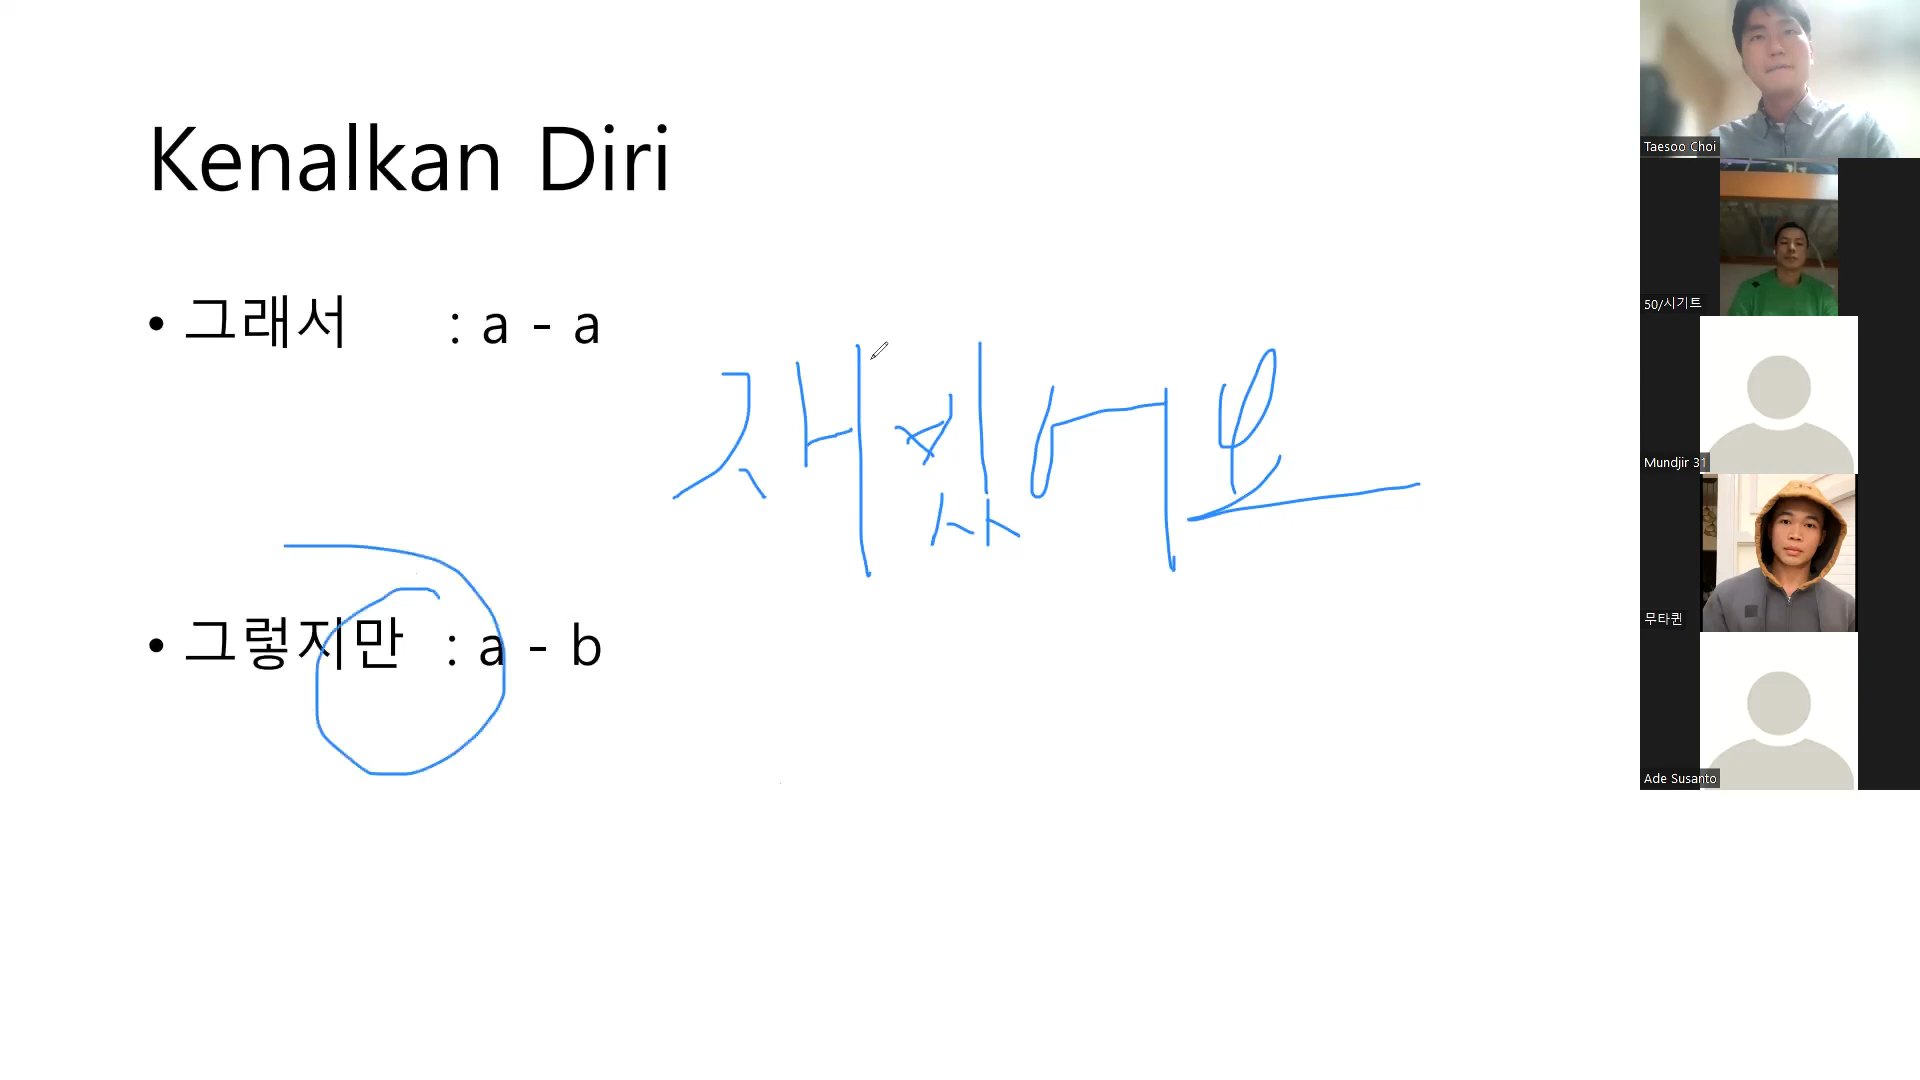 Kenalkan Diri
• 그래서 : a - a
재밌어요
• 그렇지만 : a - b
Taesoo Choi
50/시기트
Mundjir 31
무타퀸
Ade Susanto